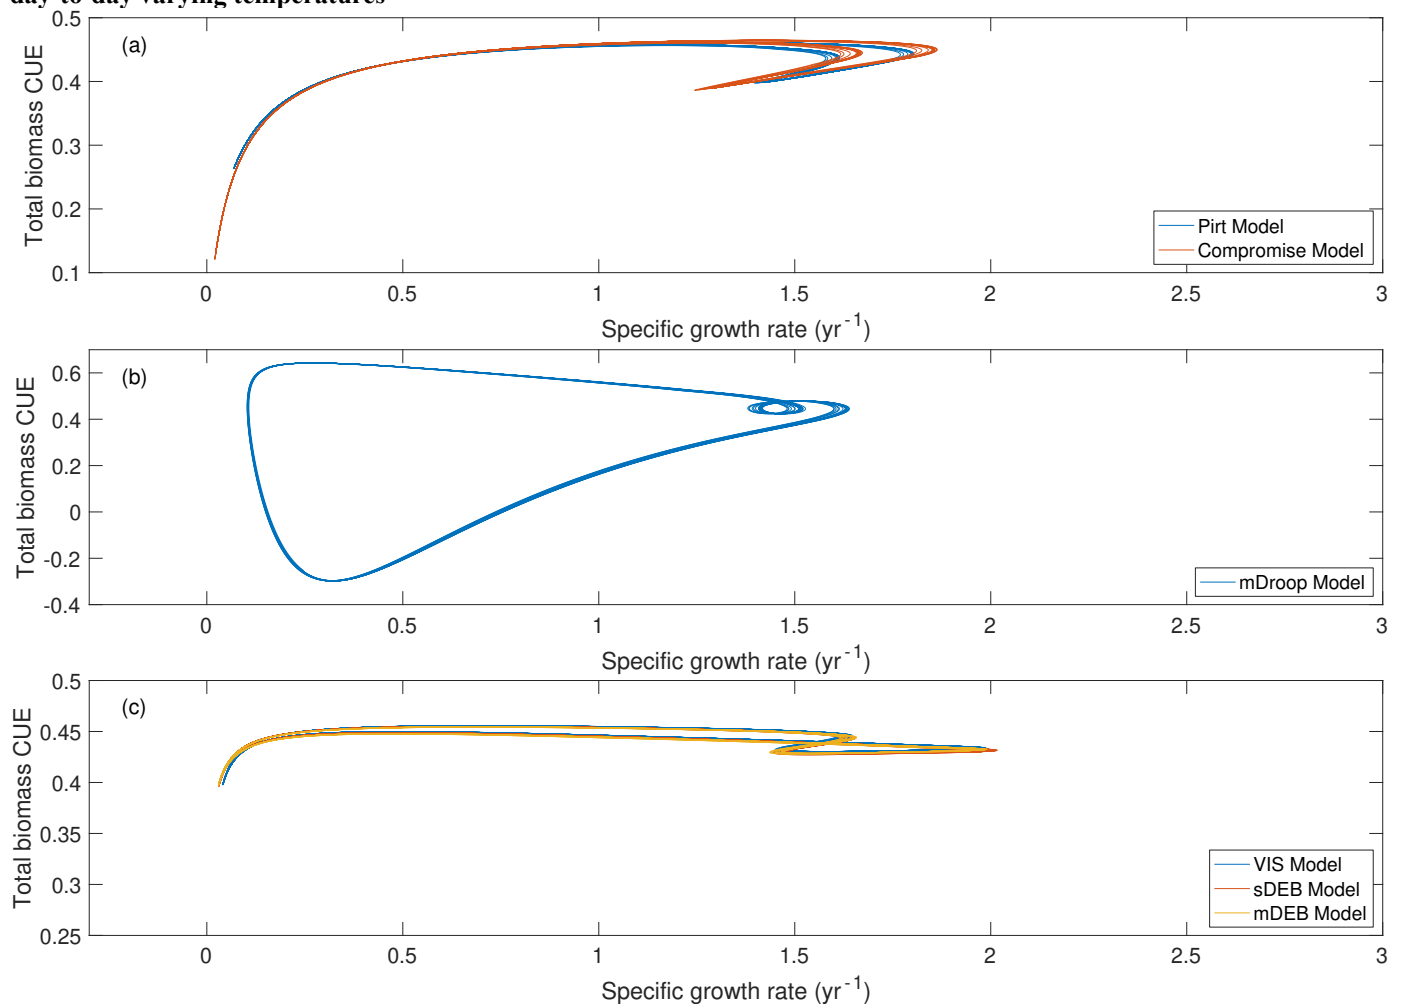 day-to-day varying temperatures
0.5
0.4
0.3
0.2
0.1
Total biomass CUE
(a)
Pirt Model
Compromise Model
0 0.5 1 1.5 2 2.5 3
Specific growth rate (yr⁻¹)
0.6
0.4
0.2
0
-0.2
-0.4
Total biomass CUE
(b)
mDroop Model
0 0.5 1 1.5 2 2.5 3
Specific growth rate (yr⁻¹)
0.5
0.45
0.4
0.35
0.3
0.25
Total biomass CUE
(c)
VIS Model
sDEB Model
mDEB Model
0 0.5 1 1.5 2 2.5 3
Specific growth rate (yr⁻¹)